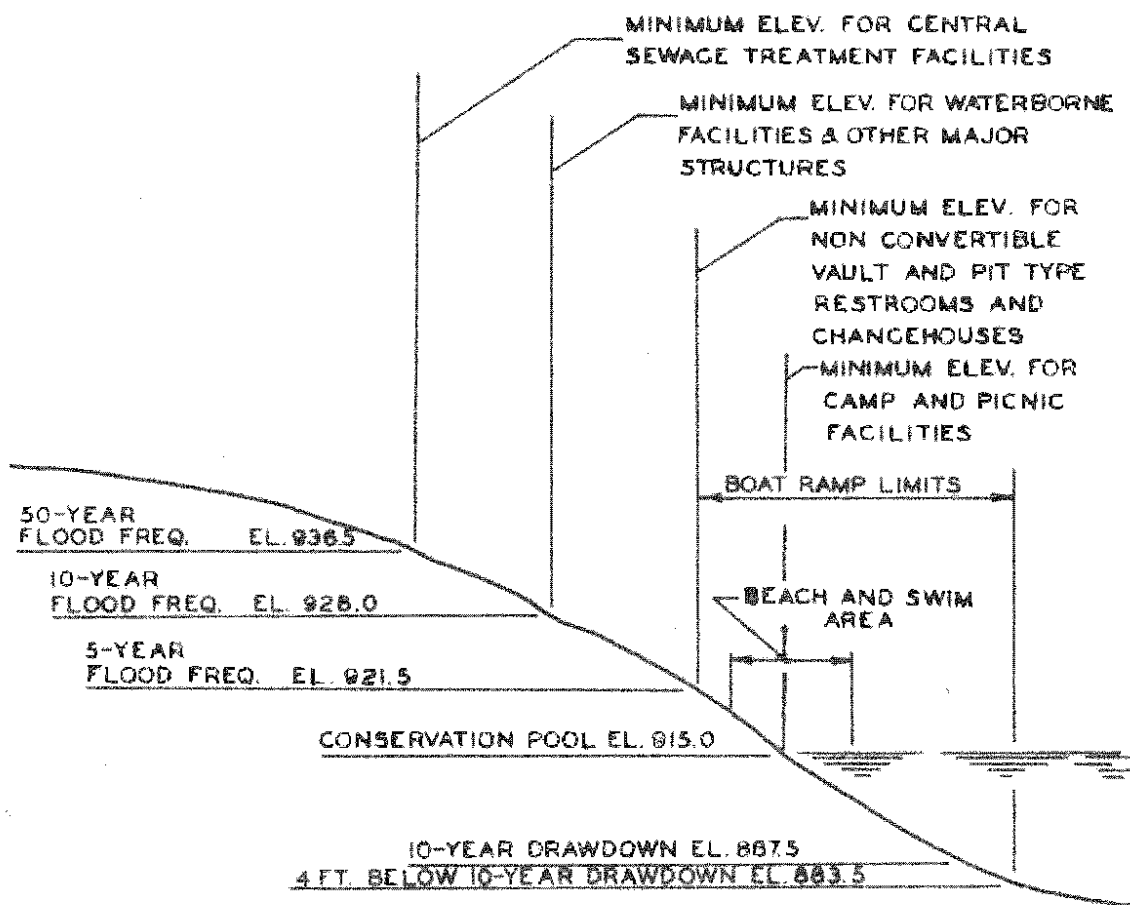 MINIMUM ELEV. FOR CENTRAL
SEWAGE TREATMENT FACILITIES
MINIMUM ELEV. FOR WATERBORNE
FACILITIES & OTHER MAJOR
STRUCTURES
MINIMUM ELEV. FOR
NON CONVERTIBLE
VAULT AND PIT TYPE
RESTROOMS AND
CHANGEHOUSES
MINIMUM ELEV. FOR
CAMP AND PICNIC
FACILITIES
BOAT RAMP LIMITS
50-YEAR
FLOOD FREQ. EL. 936.5
10-YEAR
FLOOD FREQ. EL. 928.0
BEACH AND SWIM
AREA
5-YEAR
FLOOD FREQ. EL. 921.5
CONSERVATION POOL EL. 915.0
10-YEAR DRAWDOWN EL. 887.5
4 FT. BELOW 10-YEAR DRAWDOWN EL. 883.5